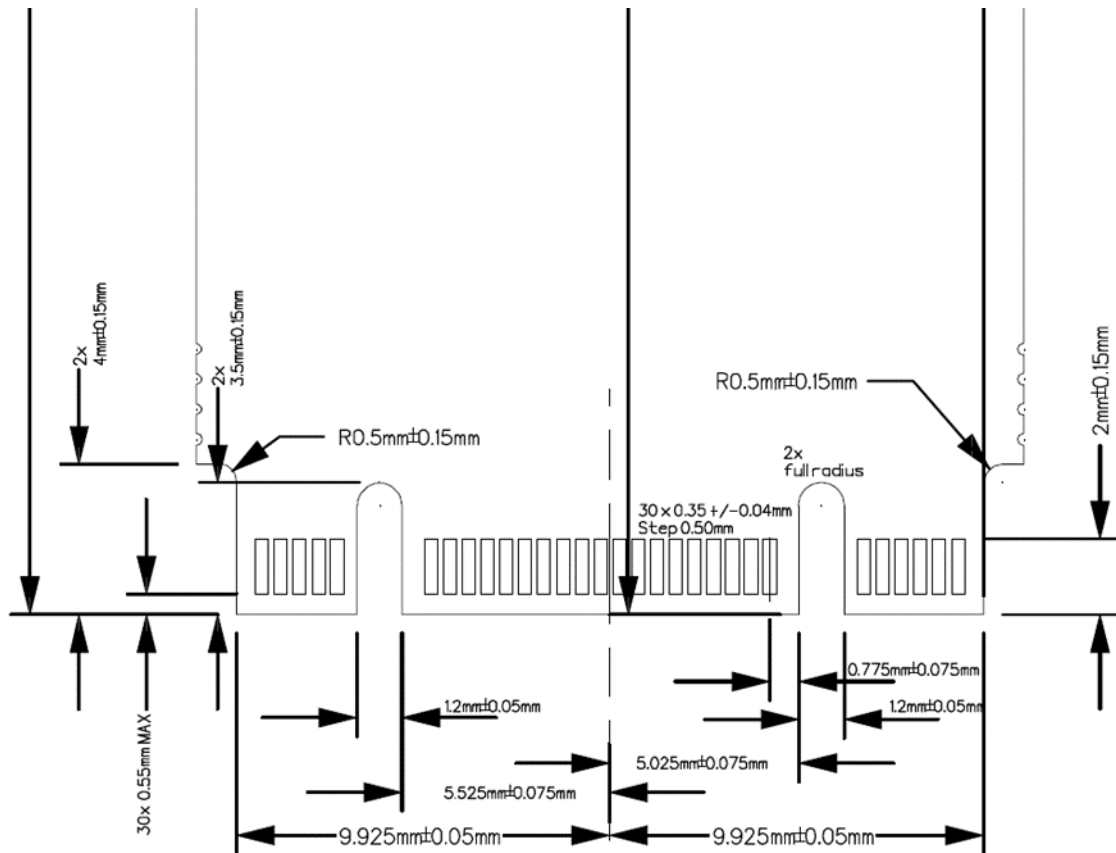 2x
4mm±0.15mm
2x
3.5mm±0.15mm
R0.5mm±0.15mm
R0.5mm±0.15mm
2mm±0.15mm
2x
full radius
30 x 0.35 +/-0.04mm
Step 0.50mm
0.775mm±0.075mm
1.2mm±0.05mm
1.2mm±0.05mm
5.025mm±0.075mm
5.525mm±0.075mm
30x 0.55mm MAX
9.925mm±0.05mm
9.925mm±0.05mm